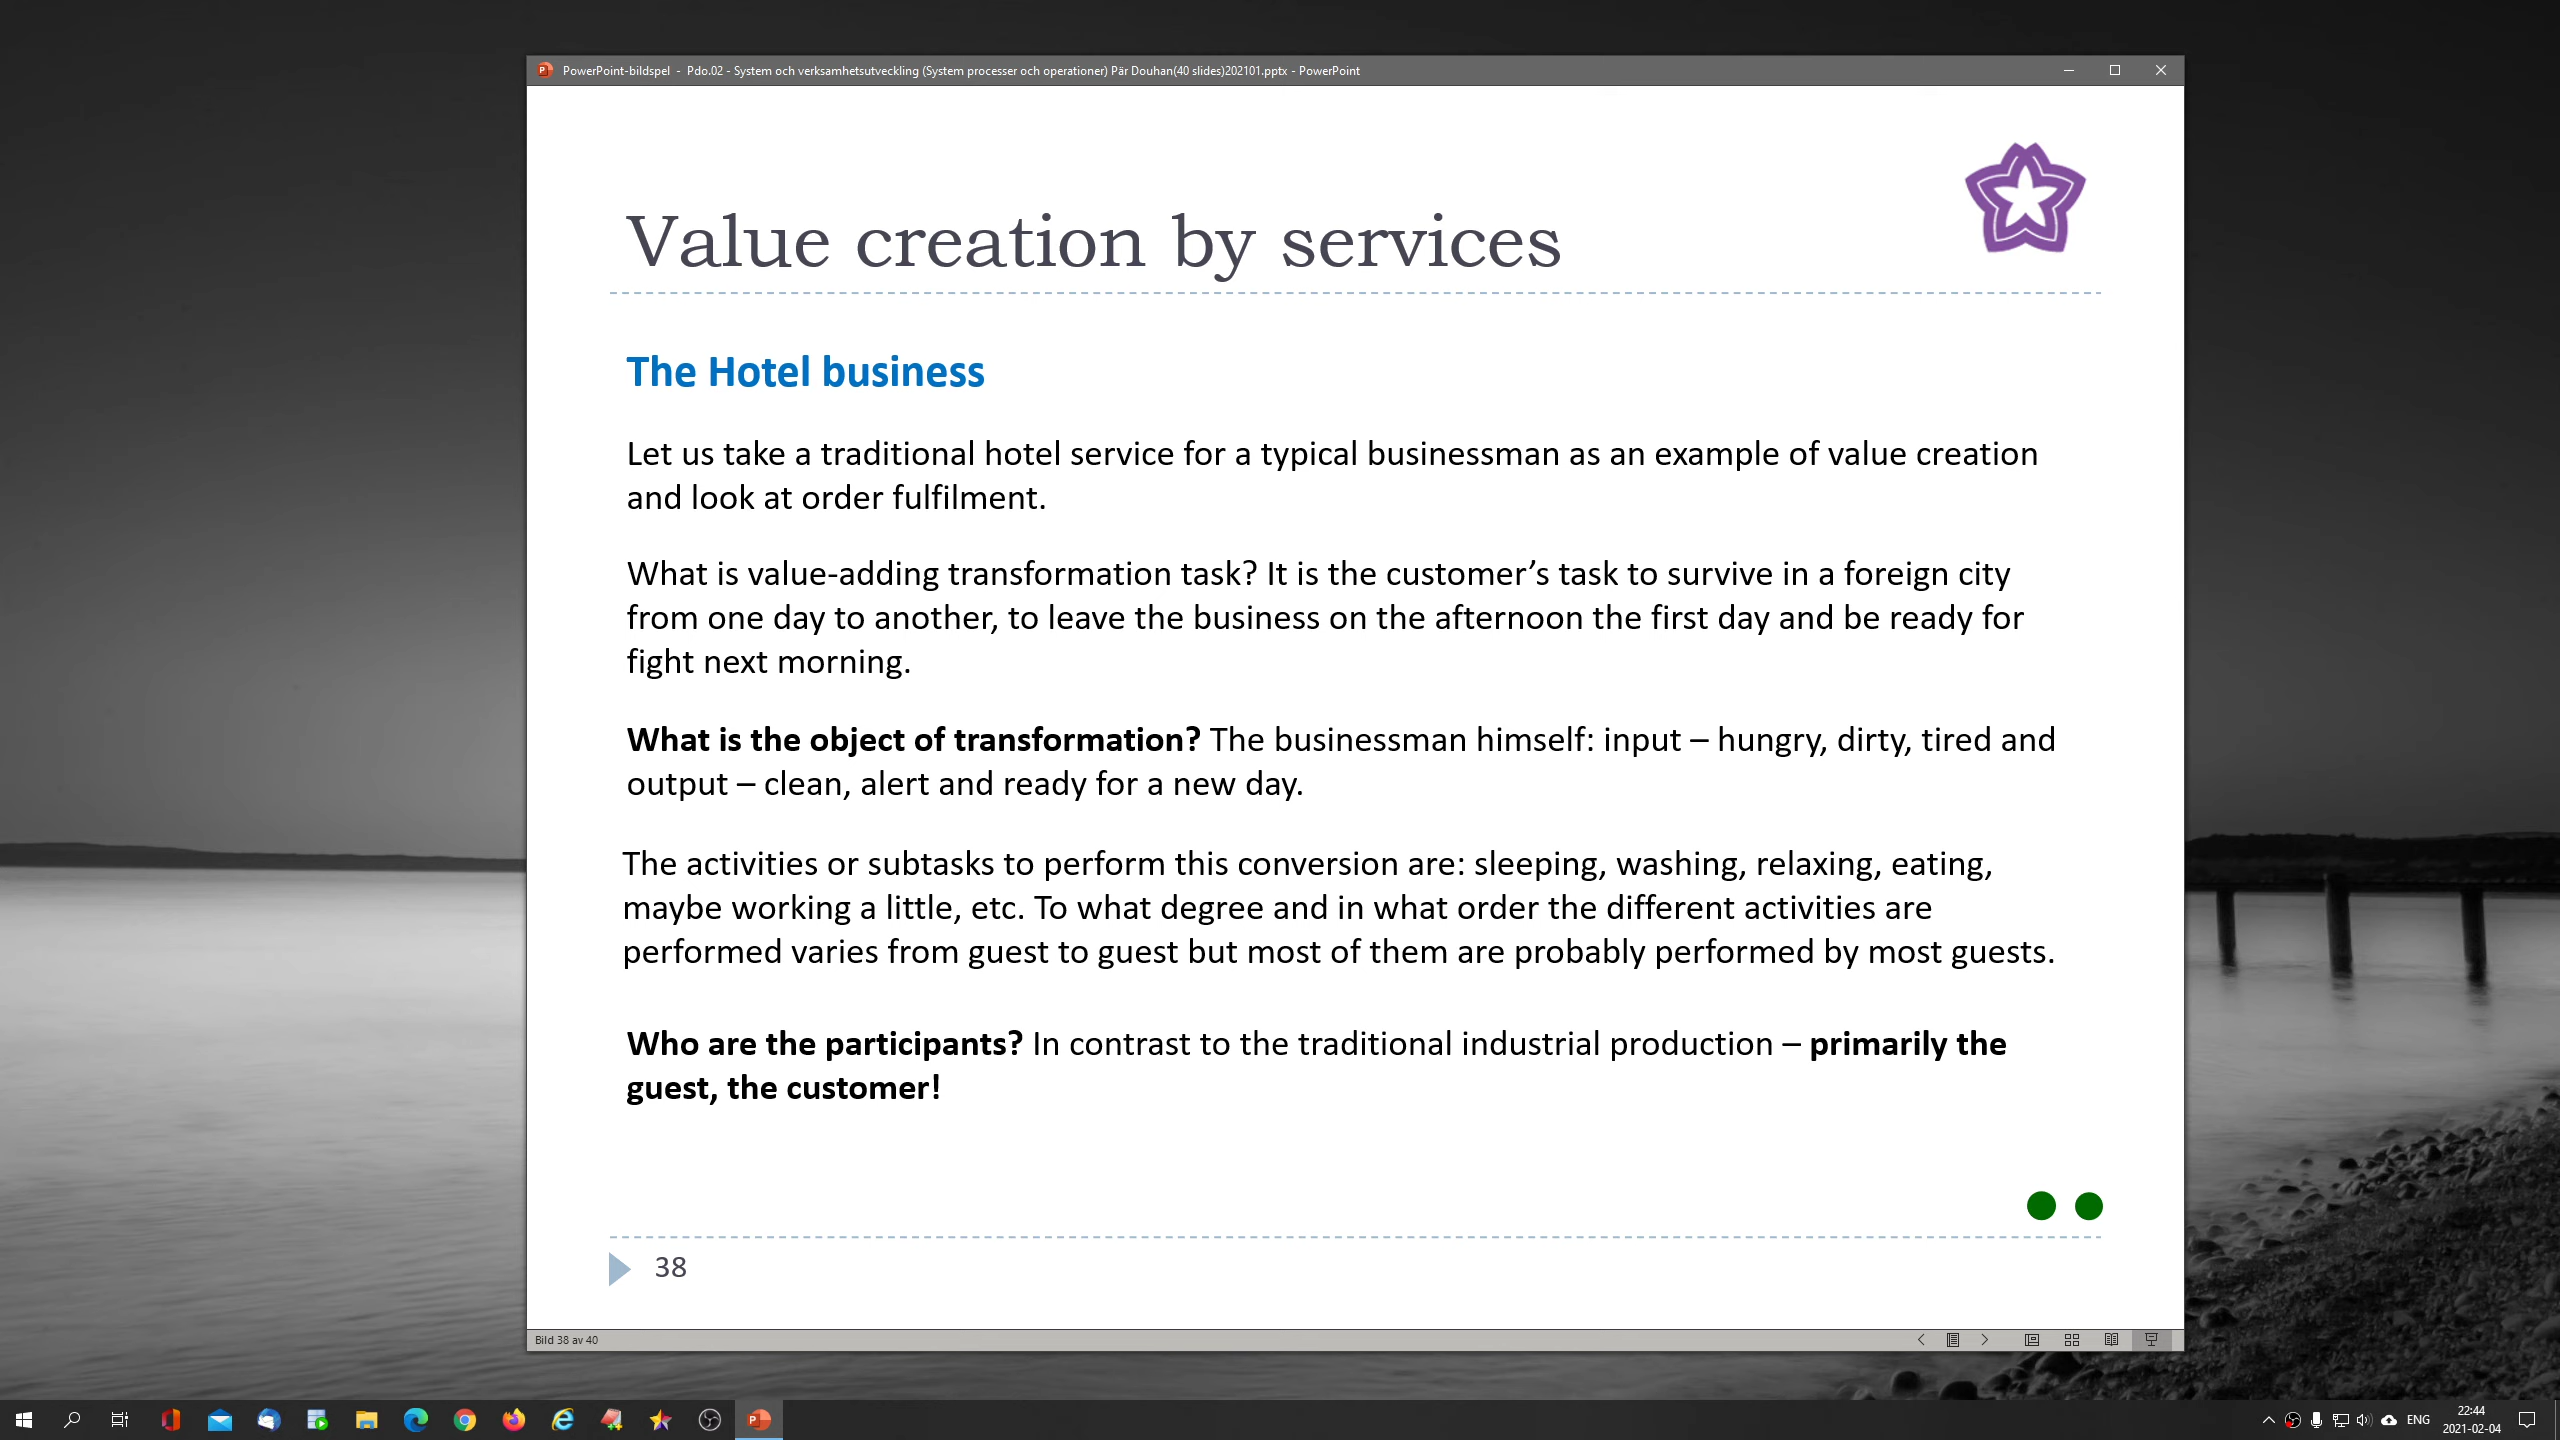 PowerPoint-bildspel - Pdo.02 - System och verksamhetsutveckling (System processer och operationer) Pär Douhan(40 slides)202101.pptx - PowerPoint
Value creation by services
The Hotel business
Let us take a traditional hotel service for a typical businessman as an example of value creation
and look at order fulfilment.
What is value-adding transformation task? It is the customer’s task to survive in a foreign city
from one day to another, to leave the business on the afternoon the first day and be ready for
fight next morning.
What is the object of transformation? The businessman himself: input – hungry, dirty, tired and
output – clean, alert and ready for a new day.
The activities or subtasks to perform this conversion are: sleeping, washing, relaxing, eating,
maybe working a little, etc. To what degree and in what order the different activities are
performed varies from guest to guest but most of them are probably performed by most guests.
Who are the participants? In contrast to the traditional industrial production – primarily the
guest, the customer!
38
Bild 38 av 40
ENG
22:44
2021-02-04